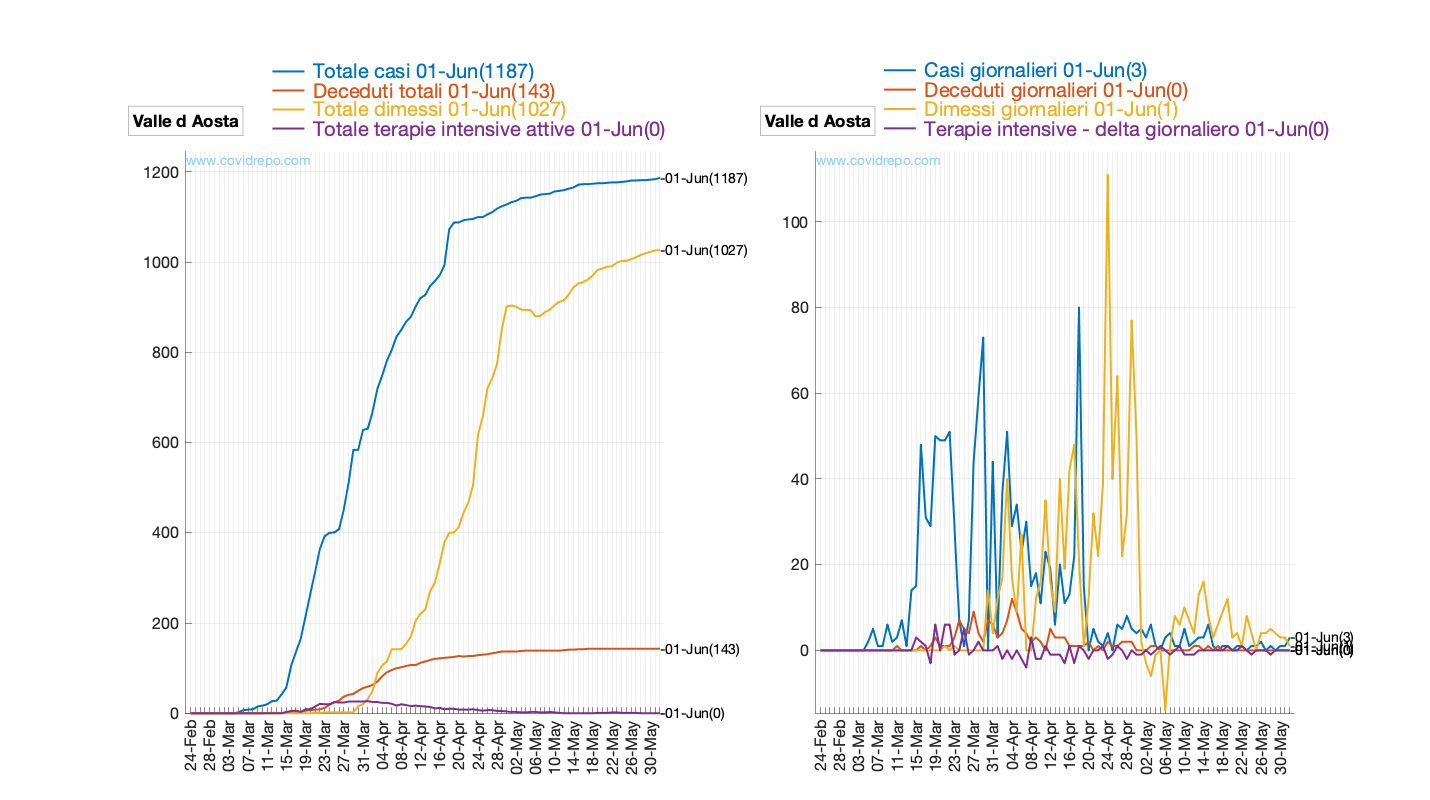 Totale casi 01-Jun(1187)
Deceduti totali 01-Jun(143)
Totale dimessi 01-Jun(1027)
Totale terapie intensive attive 01-Jun(0)
Valle d Aosta
www.covidrepo.com
1200
1000
800
600
400
200
0
-01-Jun(1187)
-01-Jun(1027)
-01-Jun(143)
-01-Jun(0)
24-Feb
28-Feb
03-Mar
07-Mar
11-Mar
15-Mar
19-Mar
23-Mar
27-Mar
31-Mar
04-Apr
08-Apr
12-Apr
16-Apr
20-Apr
24-Apr
28-Apr
02-May
06-May
10-May
14-May
18-May
22-May
26-May
30-May
Casi giornalieri 01-Jun(3)
Deceduti giornalieri 01-Jun(0)
Dimessi giornalieri 01-Jun(1)
Terapie intensive - delta giornaliero 01-Jun(0)
Valle d Aosta
www.covidrepo.com
100
80
60
40
20
0
-01-Jun(3)
-01-Jun(0)
24-Feb
28-Feb
03-Mar
07-Mar
11-Mar
15-Mar
19-Mar
23-Mar
27-Mar
31-Mar
04-Apr
08-Apr
12-Apr
16-Apr
20-Apr
24-Apr
28-Apr
02-May
06-May
10-May
14-May
18-May
22-May
26-May
30-May